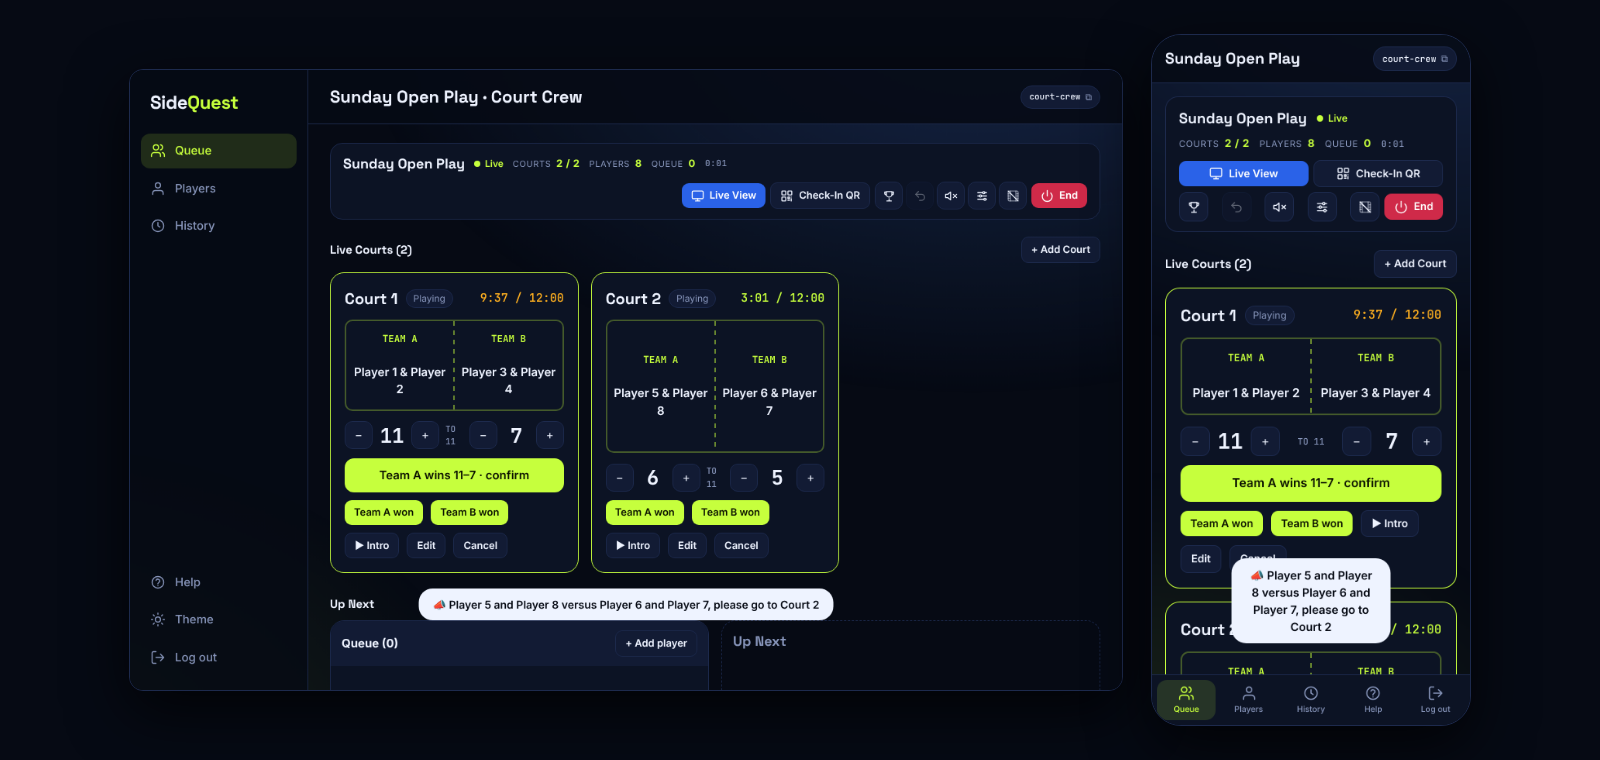 SideQuest
Queue
Players
History
Help
Theme
Log out
Sunday Open Play · Court Crew
court-crew
Sunday Open Play
Live
COURTS 2 / 2 PLAYERS 8 QUEUE 0 0:01
Live View
Check-In QR
End
Live Courts (2)
+ Add Court
Court 1
Playing
9:37 / 12:00
TEAM A
TEAM B
Player 1 & Player
2
Player 3 & Player
4
− 11 +
TO
11
− 7 +
Team A wins 11–7 · confirm
Team A won
Team B won
▶ Intro
Edit
Cancel
Court 2
Playing
3:01 / 12:00
TEAM A
TEAM B
Player 5 & Player
8
Player 6 & Player
7
− 6 +
TO
11
− 5 +
Team A won
Team B won
▶ Intro
Edit
Cancel
Up Next
📣 Player 5 and Player 8 versus Player 6 and Player 7, please go to Court 2
Queue (0)
+ Add player
Up Next
Sunday Open Play
court-crew
Sunday Open Play
Live
COURTS 2 / 2 PLAYERS 8 QUEUE 0 0:01
Live View
Check-In QR
End
Live Courts (2)
+ Add Court
Court 1
Playing
9:37 / 12:00
TEAM A
TEAM B
Player 1 & Player 2
Player 3 & Player 4
− 11 +
TO 11
− 7 +
Team A wins 11–7 · confirm
Team A won
Team B won
▶ Intro
Edit
Cancel
📣 Player 5 and Player
8 versus Player 6 and
Player 7, please go to
Court 2
Court
/ 12:00
TEAM A
TEAM B
Queue
Players
History
Help
Log out